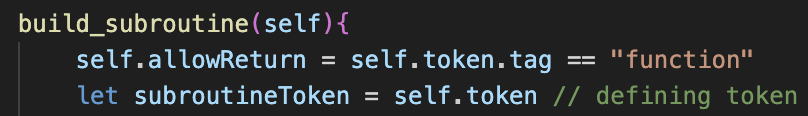 build_subroutine(self){
self.allowReturn = self.token.tag == "function"
let subroutineToken = self.token // defining token